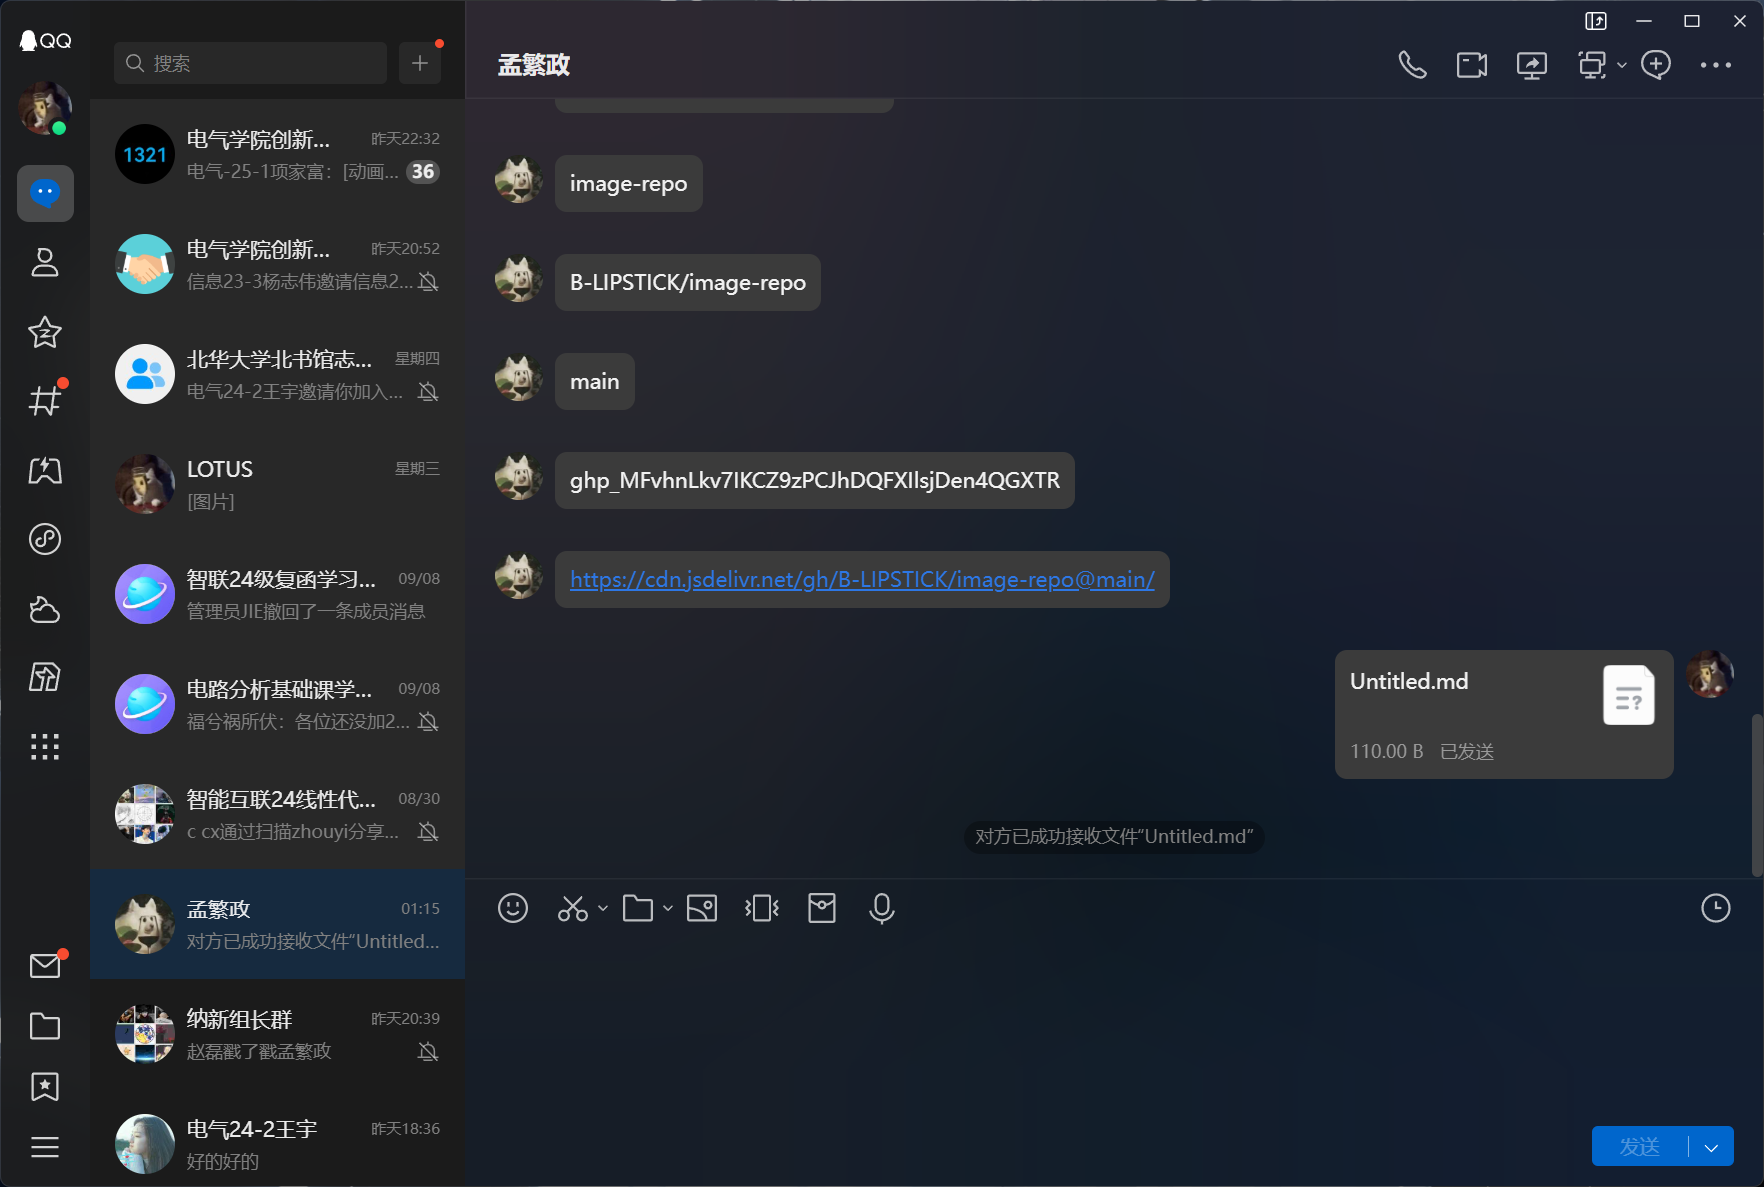 QQ
搜索
孟繁政
1321
电气学院创新...
昨天22:32
电气-25-1项家富：[动画...
36
电气学院创新...
昨天20:52
信息23-3杨志伟邀请信息2...
北华大学北书馆志...
星期四
电气24-2王宇邀请你加入...
LOTUS
星期三
[图片]
智联24级复函学习...
09/08
管理员JIE撤回了一条成员消息
电路分析基础课学...
09/08
福兮祸所伏：各位还没加2...
智能互联24线性代...
08/30
c cx通过扫描zhouyi分享...
孟繁政
01:15
对方已成功接收文件“Untitled...
纳新组长群
昨天20:39
赵磊戳了戳孟繁政
电气24-2王宇
昨天18:36
好的好的
image-repo
B-LIPSTICK/image-repo
main
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
https://cdn.jsdelivr.net/gh/B-LIPSTICK/image-repo@main/
Untitled.md
110.00 B 已发送
对方已成功接收文件“Untitled.md”
发送